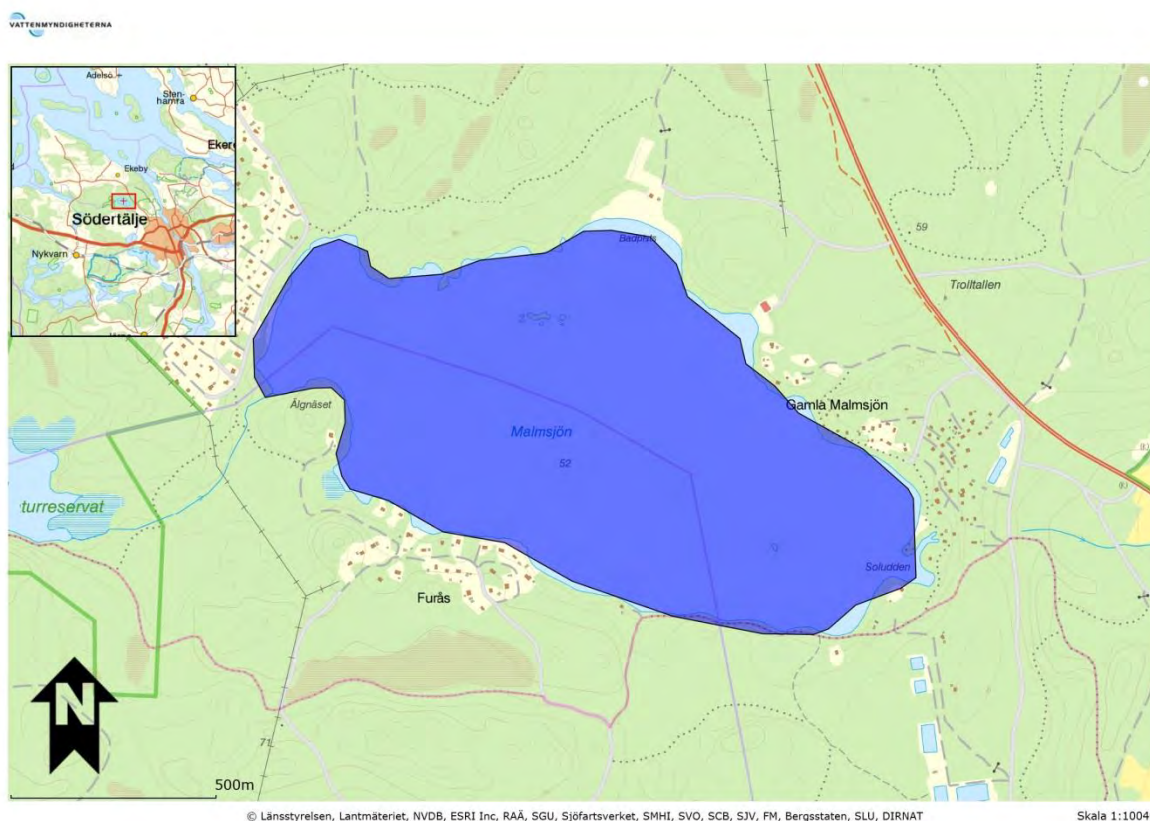 VATTENMYNDIGHETERNA
Adelsö
Sten-
hamra
Ekerö
Ekeby
Södertälje
Nykvarn
Badplats
59
Trolltallen
Älgnäset
Gamla Malmsjön
Malmsjön
52
turreservat
Soludden
Furås
N
71
500m
© Länsstyrelsen, Lantmäteriet, NVDB, ESRI Inc, RAÄ, SGU, Sjöfartsverket, SMHI, SVO, SCB, SJV, FM, Bergsstaten, SLU, DIRNAT
Skala 1:1004